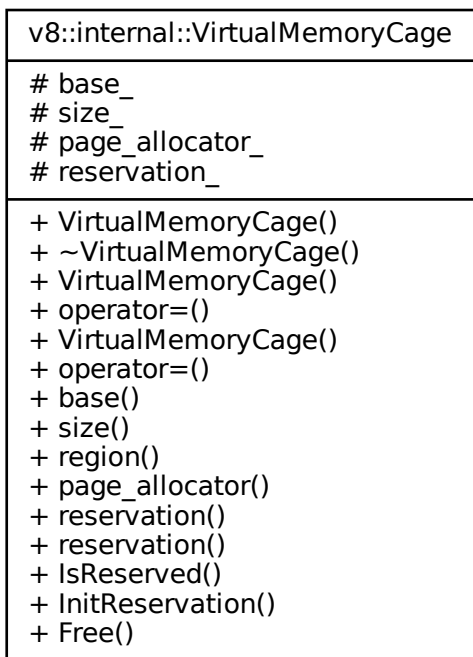 v8::internal::VirtualMemoryCage
# base_
# size_
# page_allocator_
# reservation_
+ VirtualMemoryCage()
+ ~VirtualMemoryCage()
+ VirtualMemoryCage()
+ operator=()
+ VirtualMemoryCage()
+ operator=()
+ base()
+ size()
+ region()
+ page_allocator()
+ reservation()
+ reservation()
+ IsReserved()
+ InitReservation()
+ Free()